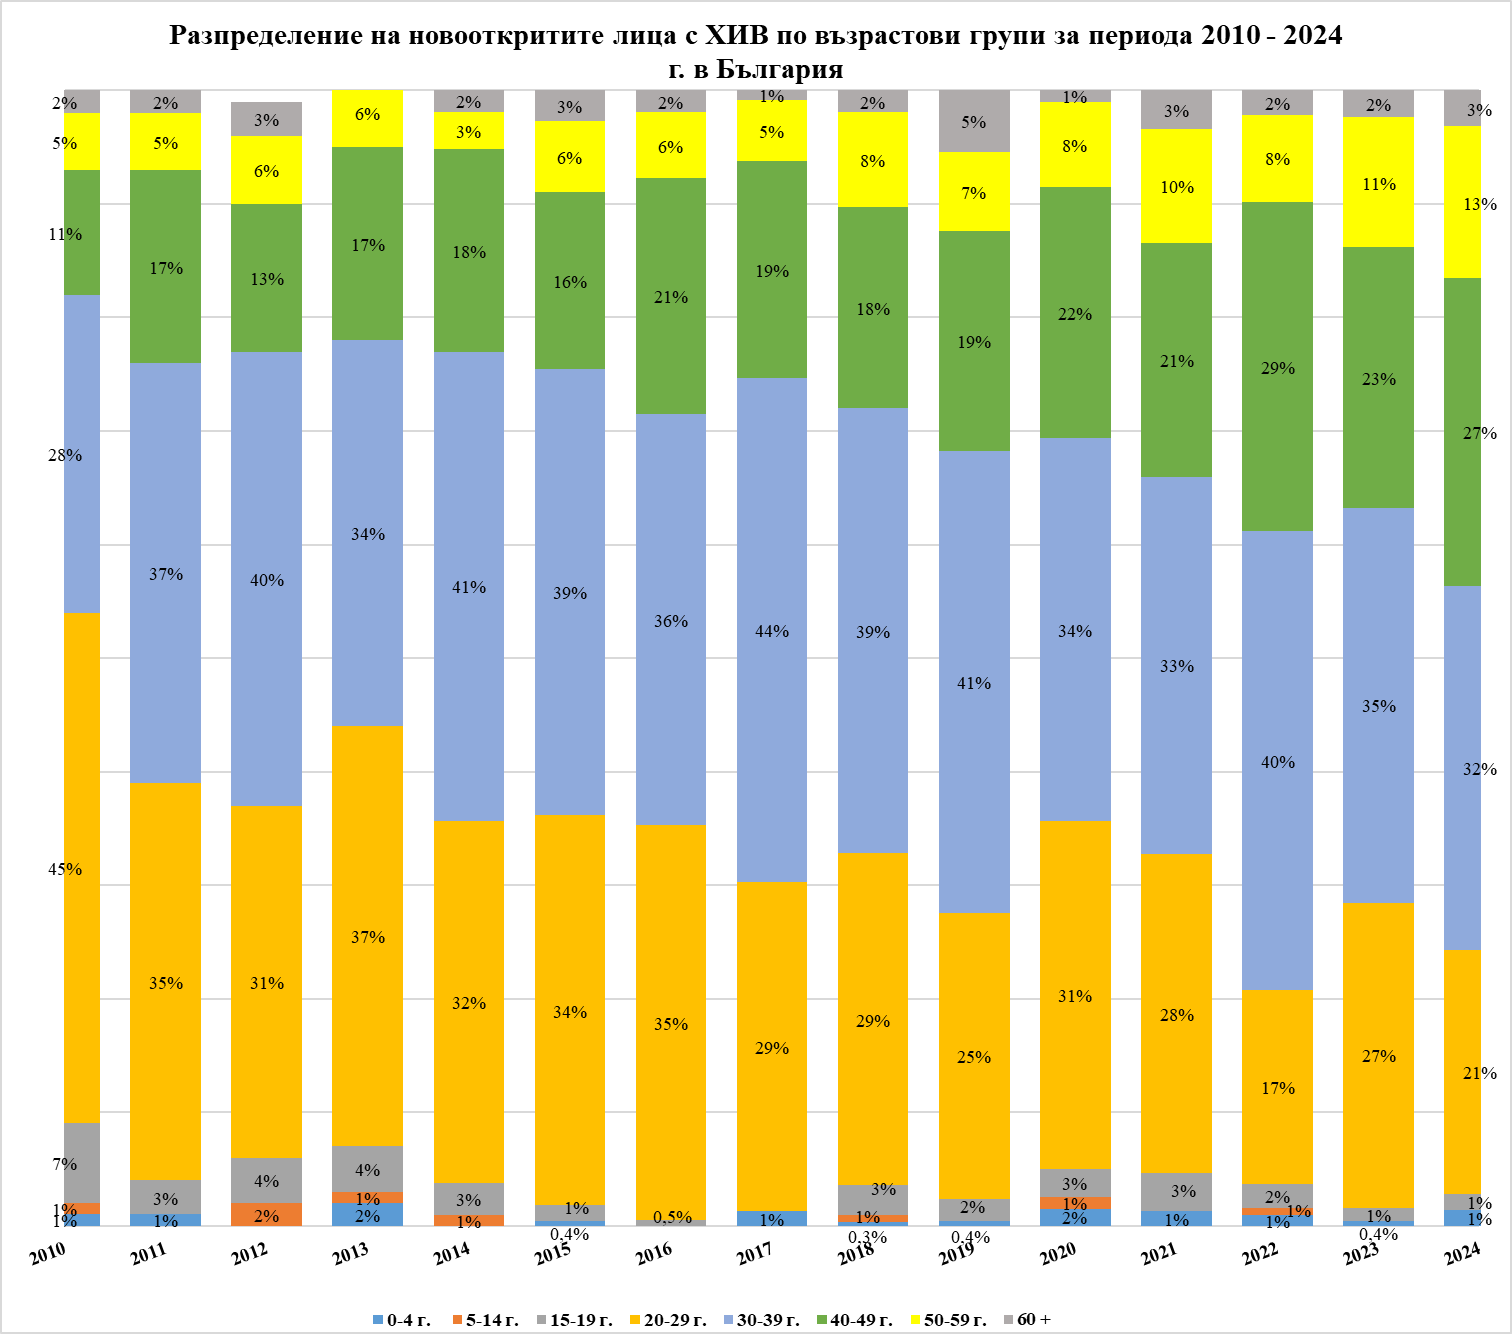 Разпределение на новооткритите лица с ХИВ по възрастови групи за периода 2010 - 2024
г. в България
2% 2% 3% 6% 2% 3% 2% 1% 2% 5% 1% 3% 2% 2% 3%
5% 5% 6% 17% 3% 6% 6% 5% 8% 7% 8% 10% 8% 11% 13%
11% 17% 13% 34% 18% 16% 21% 19% 18% 19% 22% 21% 29% 23% 27%
28% 37% 40% 37% 41% 39% 36% 44% 39% 41% 34% 33% 40% 35% 32%
45% 35% 31% 4% 32% 34% 35% 29% 29% 25% 31% 28% 17% 27% 21%
7% 3% 4% 1% 3% 1% 0,5% 1% 3% 2% 3% 3% 2% 1% 1%
1% 1% 2% 2% 1% 0,4% 1% 0,4% 1% 1% 1% 0,4% 1%
1% 0,3% 2% 1%
2010 2011 2012 2013 2014 2015 2016 2017 2018 2019 2020 2021 2022 2023 2024
0-4 г. 5-14 г. 15-19 г. 20-29 г. 30-39 г. 40-49 г. 50-59 г. 60 +